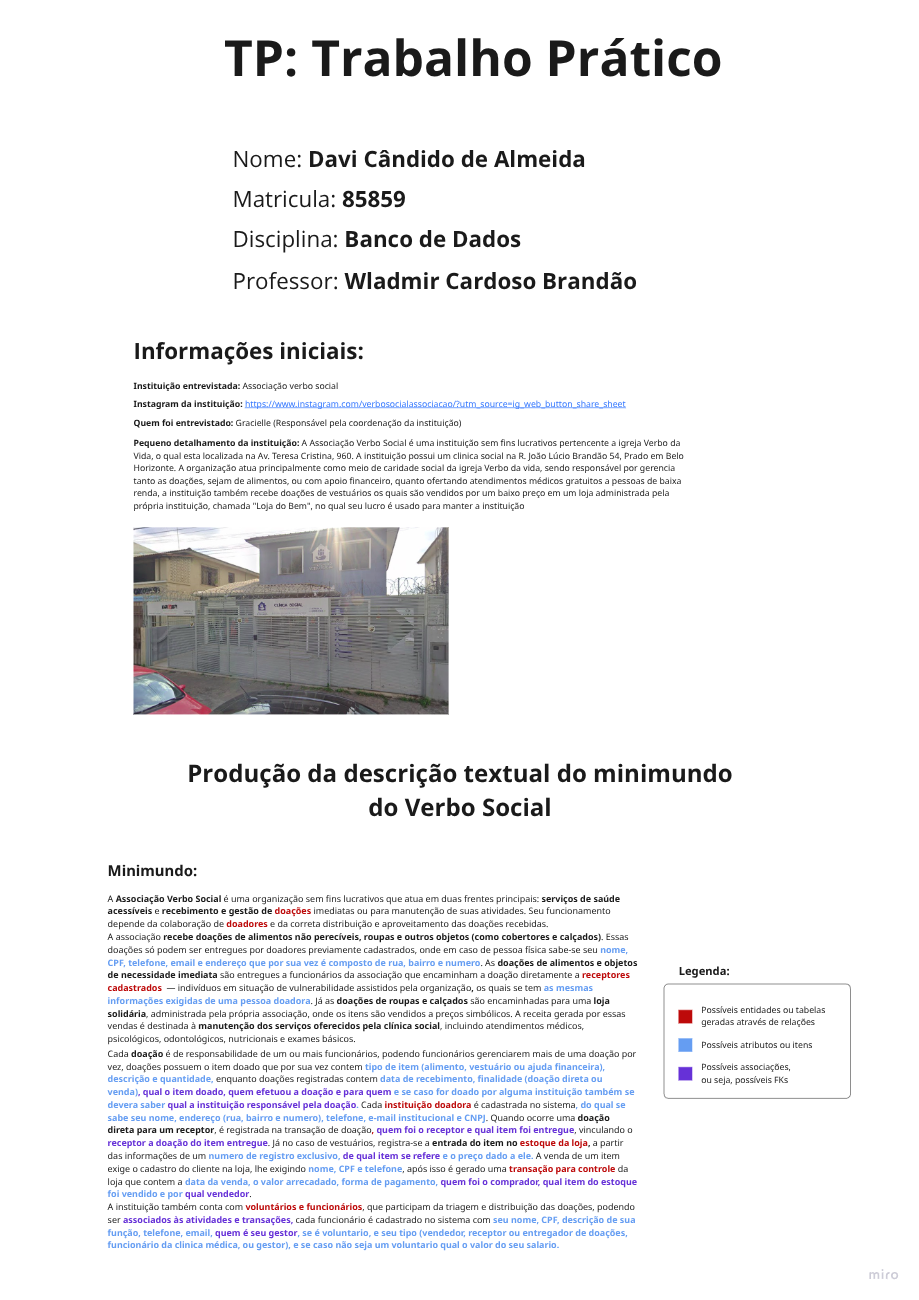 TP: Trabalho Prático
Nome: Davi Cândido de Almeida
Matricula: 85859
Disciplina: Banco de Dados
Professor: Wladmir Cardoso Brandão
Informações iniciais:
Instituição entrevistada: Associação verbo social
Instagram da instituição: https://www.instagram.com/verbosocialassociacao/?utm_source=ig_web_button_share_sheet
Quem foi entrevistado: Gracielle (Responsável pela coordenação da instituição)
Pequeno detalhamento da instituição: A Associação Verbo Social é uma instituição sem fins lucrativos pertencente a igreja Verbo da
Vida, o qual esta localizada na Av. Teresa Cristina, 960. A instituição possui um clinica social na R. João Lúcio Brandão 54, Prado em Belo
Horizonte. A organização atua principalmente como meio de caridade social da igreja Verbo da vida, sendo responsável por gerencia
tanto as doações, sejam de alimentos, ou com apoio financeiro, quanto ofertando atendimentos médicos gratuitos a pessoas de baixa
renda, a instituição também recebe doações de vestuários os quais são vendidos por um baixo preço em um loja administrada pela
própria instituição, chamada "Loja do Bem", no qual seu lucro é usado para manter a instituição
CLÍNICA SOCIAL
Produção da descrição textual do minimundo
do Verbo Social
Minimundo:
A Associação Verbo Social é uma organização sem fins lucrativos que atua em duas frentes principais: serviços de saúde
acessíveis e recebimento e gestão de doações imediatas ou para manutenção de suas atividades. Seu funcionamento
depende da colaboração de doadores e da correta distribuição e aproveitamento das doações recebidas.
A associação recebe doações de alimentos não perecíveis, roupas e outros objetos (como cobertores e calçados). Essas
doações só podem ser entregues por doadores previamente cadastrados, onde em caso de pessoa física sabe-se seu nome,
CPF, telefone, email e endereço que por sua vez é composto de rua, bairro e numero. As doações de alimentos e objetos
de necessidade imediata são entregues a funcionários da associação que encaminham a doação diretamente a receptores
cadastrados — indivíduos em situação de vulnerabilidade assistidos pela organização, os quais se tem as mesmas
informações exigidas de uma pessoa doadora. Já as doações de roupas e calçados são encaminhadas para uma loja
solidária, administrada pela própria associação, onde os itens são vendidos a preços simbólicos. A receita gerada por essas
vendas é destinada à manutenção dos serviços oferecidos pela clínica social, incluindo atendimentos médicos,
psicológicos, odontológicos, nutricionais e exames básicos.
Cada doação é de responsabilidade de um ou mais funcionários, podendo funcionários gerenciarem mais de uma doação por
vez, doações possuem o item doado que por sua vez contem tipo de item (alimento, vestuário ou ajuda financeira),
descrição e quantidade, enquanto doações registradas contem data de recebimento, finalidade (doação direta ou
venda), qual o item doado, quem efetuou a doação e para quem e se caso for doado por alguma instituição também se
devera saber qual a instituição responsável pela doação. Cada instituição doadora é cadastrada no sistema, do qual se
sabe seu nome, endereço (rua, bairro e numero), telefone, e-mail institucional e CNPJ. Quando ocorre uma doação
direta para um receptor, é registrada na transação de doação, quem foi o receptor e qual item foi entregue, vinculando o
receptor a doação do item entregue. Já no caso de vestuários, registra-se a entrada do item no estoque da loja, a partir
das informações de um numero de registro exclusivo, de qual item se refere e o preço dado a ele. A venda de um item
exige o cadastro do cliente na loja, lhe exigindo nome, CPF e telefone, após isso é gerado uma transação para controle da
loja que contem a data da venda, o valor arrecadado, forma de pagamento, quem foi o comprador, qual item do estoque
foi vendido e por qual vendedor.
A instituição também conta com voluntários e funcionários, que participam da triagem e distribuição das doações, podendo
ser associados às atividades e transações, cada funcionário é cadastrado no sistema com seu nome, CPF, descrição de sua
função, telefone, email, quem é seu gestor, se é voluntario, e seu tipo (vendedor, receptor ou entregador de doações,
funcionário da clinica médica, ou gestor), e se caso não seja um voluntario qual o valor do seu salario.
Legenda:
Possíveis entidades ou tabelas
geradas através de relações
Possíveis atributos ou itens
Possíveis associações,
ou seja, possíveis FKs
miro